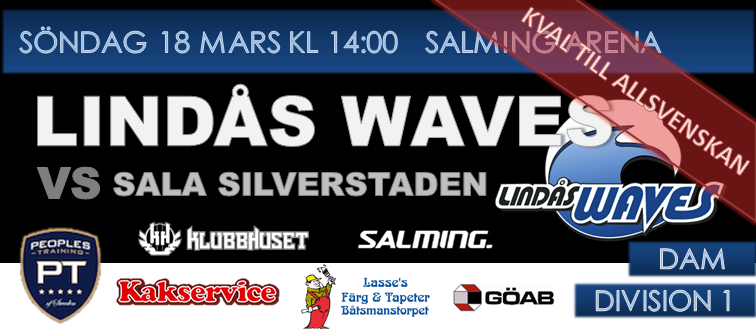 SÖNDAG 18 MARS KL 14:00 SALMING ARENA
KVAL TILL ALLSVENSKAN
LINDÅS WAVES
VS SALA SILVERSTADEN
LINDÅS WAVES
PEOPLES
TRAINING
PT
of Sweden
KLUBBHUSET
SALMING.
DAM
Kakservice
Lasse's
Färg & Tapeter
Båtsmanstorpet
GÖAB
DIVISION 1